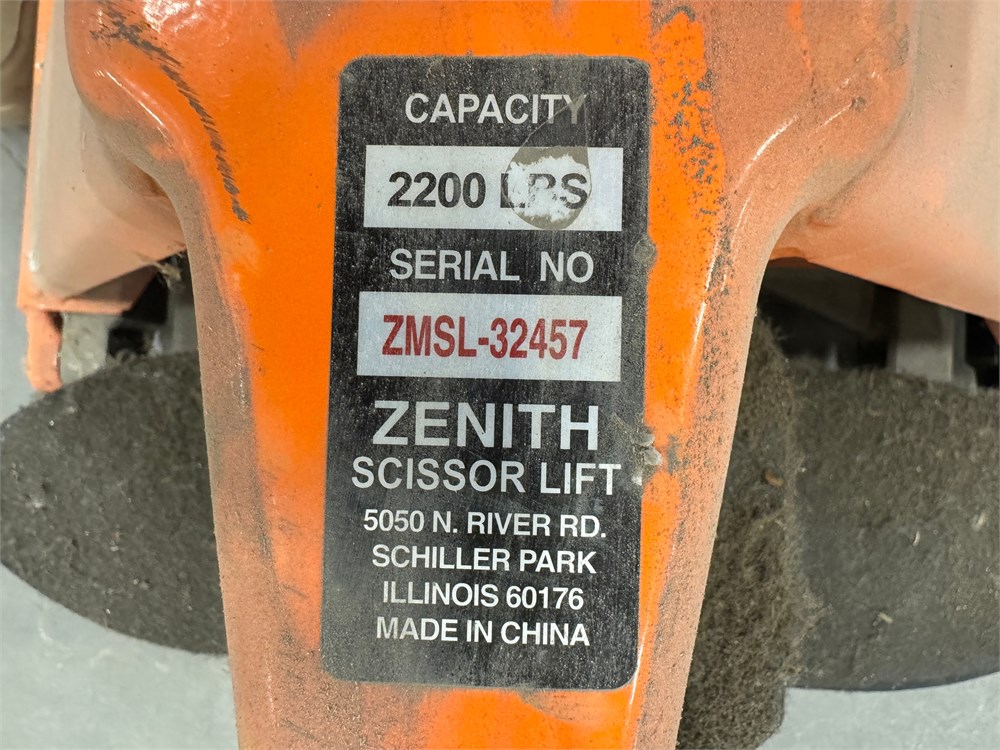 CAPACITY
2200 LBS
SERIAL NO
ZMSL-32457
ZENITH
SCISSOR LIFT
5050 N. RIVER RD.
SCHILLER PARK
ILLINOIS 60176
MADE IN CHINA